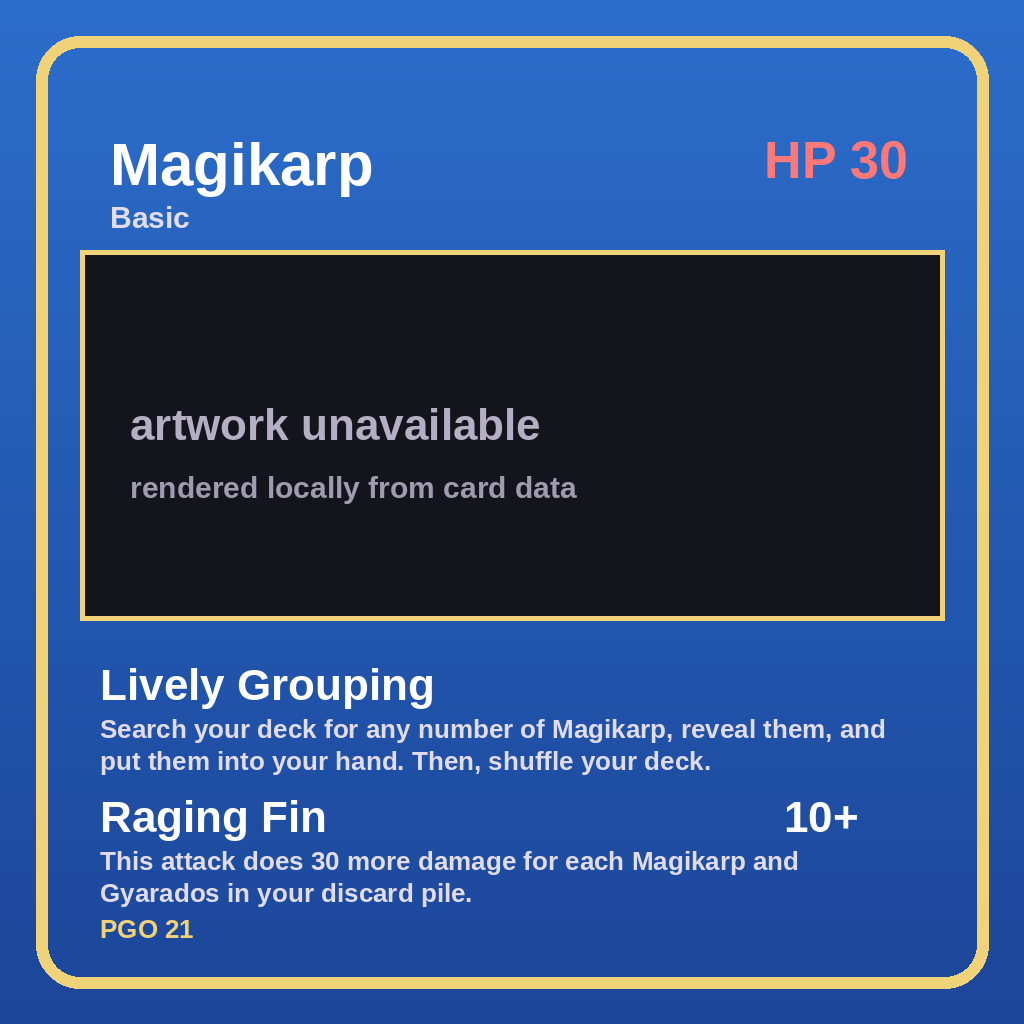 Magikarp
HP 30
Basic
artwork unavailable
rendered locally from card data
Lively Grouping
Search your deck for any number of Magikarp, reveal them, and
put them into your hand. Then, shuffle your deck.
Raging Fin
10+
This attack does 30 more damage for each Magikarp and
Gyarados in your discard pile.
PGO 21